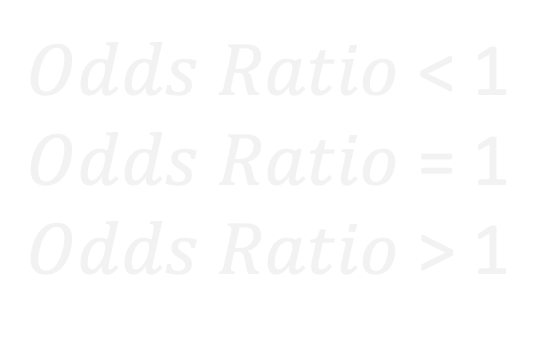 Odds Ratio < 1
Odds Ratio = 1
Odds Ratio > 1